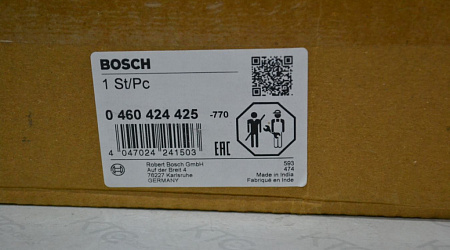 BOSCH
1 St/Pc
0 460 424 425 -770
4 047024 241503
EAC
Robert Bosch GmbH
Auf der Breit 4
76227 Karlsruhe
GERMANY
593
474
Made in India
Fabriqué en Inde